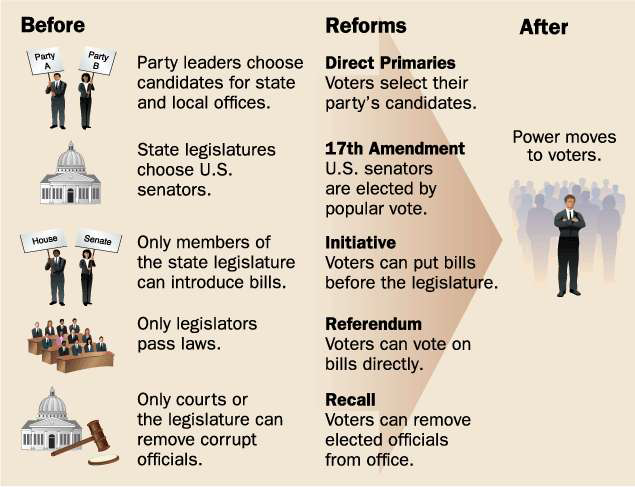 Before
Reforms
After
Party
A
Party
B
Party leaders choose
candidates for state
and local offices.
Direct Primaries
Voters select their
party's candidates.
State legislatures
choose U.S.
senators.
17th Amendment
U.S. senators
are elected by
popular vote.
Power moves
to voters.
House
Senate
Only members of
the state legislature
can introduce bills.
Initiative
Voters can put bills
before the legislature.
Only legislators
pass laws.
Referendum
Voters can vote on
bills directly.
Only courts or
the legislature can
remove corrupt
officials.
Recall
Voters can remove
elected officials
from office.